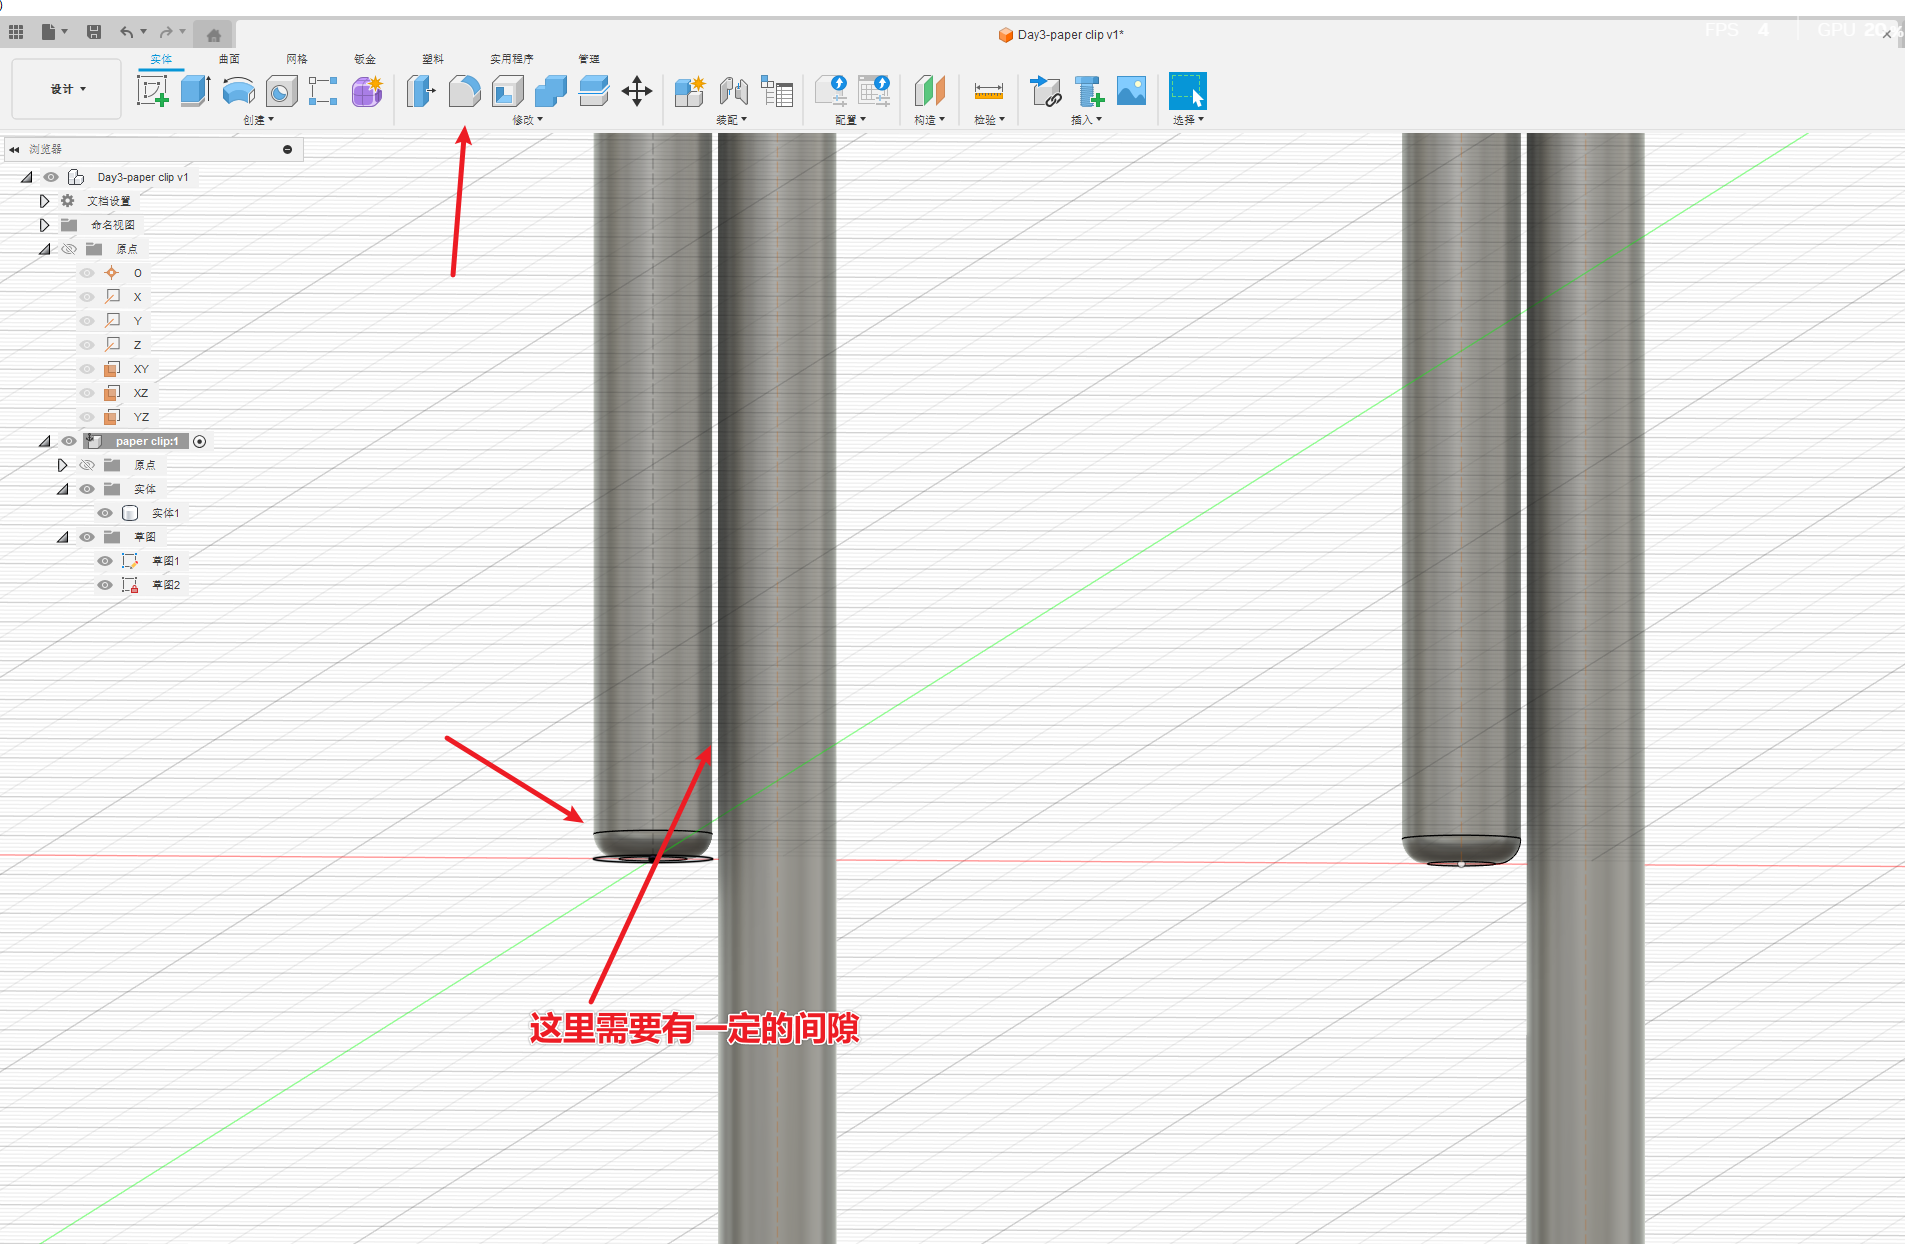 )
Day3-paper clip v1*
FPS 4
GPU 20%
实体 曲面 网格 钣金 塑料 实用程序 管理
设计
创建 修改 装配 配置 构造 检验 插入 选择
浏览器
Day3-paper clip v1
文档设置
命名视图
原点
O
X
Y
Z
XY
XZ
YZ
paper clip:1
原点
实体
实体1
草图
草图1
草图2
这里需要有一定的间隙